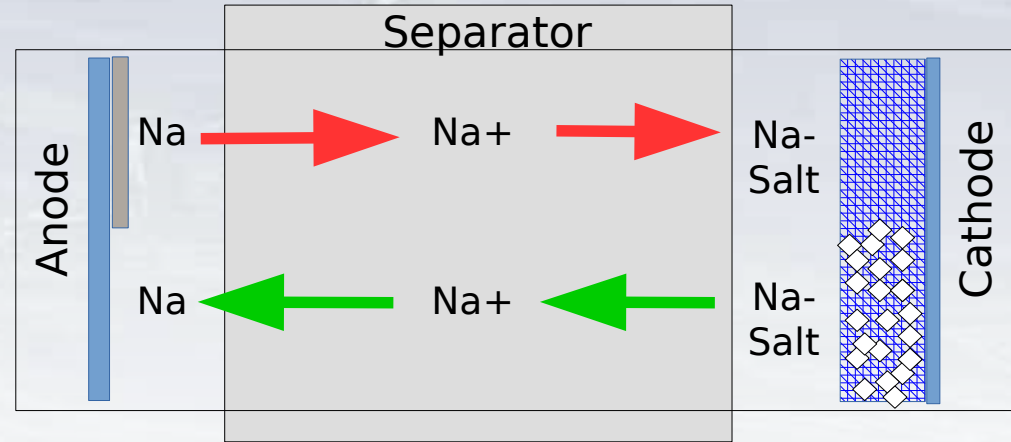 Separator
Anode
Na
Na+
Na-
Salt
Cathode
Na
Na+
Na-
Salt